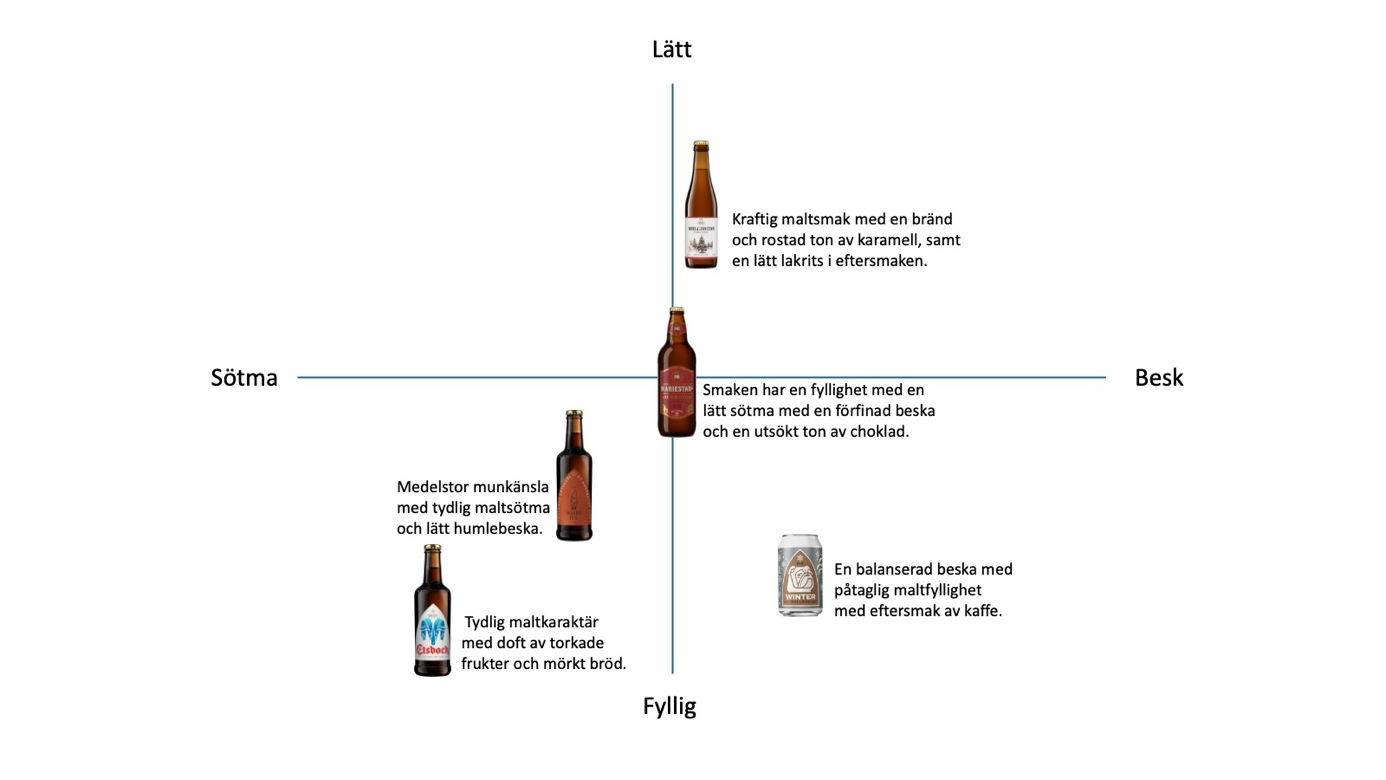 Lätt
Kraftig maltsmak med en bränd
och rostad ton av karamell, samt
en lätt lakrits i eftersmaken.
Sötma
Besk
MARIESTADS
Smaken har en fyllighet med en
lätt sötma med en förfinad beska
och en utsökt ton av choklad.
Medelstor munkänsla
med tydlig maltsötma
och lätt humlebeska.
WINTER
En balanserad beska med
påtaglig maltfyllighet
med eftersmak av kaffe.
Eisbock
Tydlig maltkaraktär
med doft av torkade
frukter och mörkt bröd.
Fyllig